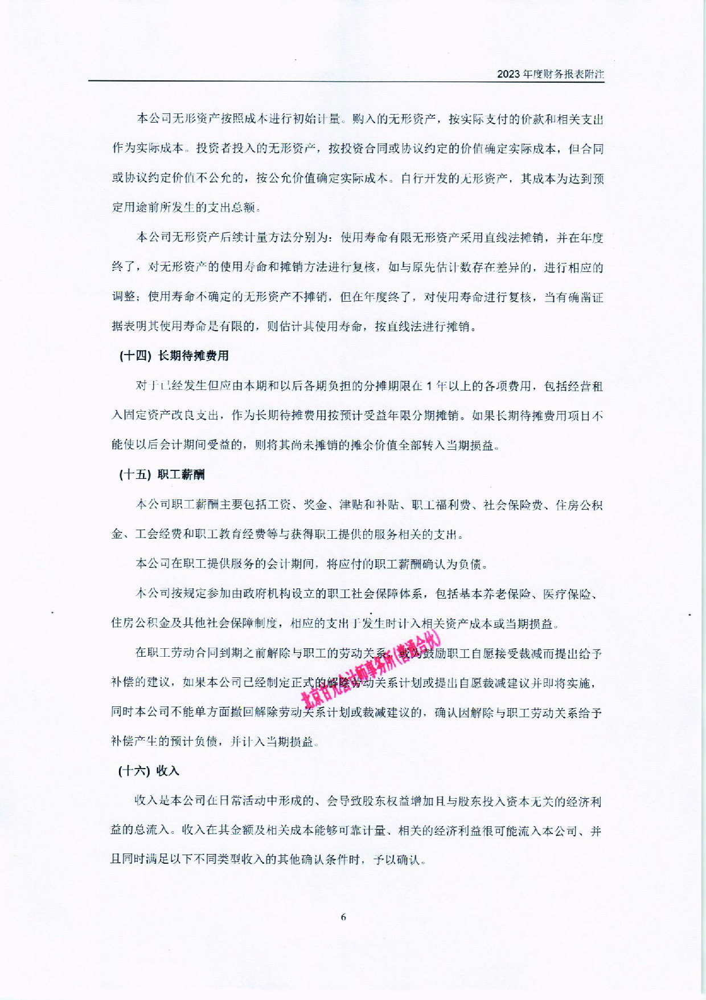 2023 年度财务报表附注
本公司无形资产按照成本进行初始计量。购入的无形资产，按实际支付的价款和相关支出
作为实际成本。投资者投入的无形资产，按投资合同或协议约定的价值确定实际成本，但合同
或协议约定价值不公允的，按公允价值确定实际成本。自行开发的无形资产，其成本为达到预
定用途前所发生的支出总额。
本公司无形资产后续计量方法分别为：使用寿命有限无形资产采用直线法摊销，并在年度
终了，对无形资产的使用寿命和摊销方法进行复核，如与原先估计数存在差异的，进行相应的
调整；使用寿命不确定的无形资产不摊销，但在年度终了，对使用寿命进行复核，当有确凿证
据表明其使用寿命是有限的，则估计其使用寿命，按直线法进行摊销。
(十四) 长期待摊费用
对于已经发生但应由本期和以后各期负担的分摊期限在 1 年以上的各项费用，包括经营租
入固定资产改良支出，作为长期待摊费用按预计受益年限分期摊销。如果长期待摊费用项目不
能使以后会计期间受益的，则将其尚未摊销的摊余价值全部转入当期损益。
(十五) 职工薪酬
本公司职工薪酬主要包括工资、奖金、津贴和补贴、职工福利费、社会保险费、住房公积
金、工会经费和职工教育经费等与获得职工提供的服务相关的支出。
本公司在职工提供服务的会计期间，将应付的职工薪酬确认为负债。
本公司按规定参加由政府机构设立的职工社会保障体系，包括基本养老保险、医疗保险、
住房公积金及其他社会保障制度，相应的支出于发生时计入相关资产成本或当期损益。
在职工劳动合同到期之前解除与职工的劳动关系，或为鼓励职工自愿接受裁减而提出给予
补偿的建议，如果本公司已经制定正式的解除劳动关系计划或提出自愿裁减建议并即将实施，
同时本公司不能单方面撤回解除劳动关系计划或裁减建议的，确认因解除与职工劳动关系给予
补偿产生的预计负债，并计入当期损益。
北京甘元会计师事务所(普通合伙)
(十六) 收入
收入是本公司在日常活动中形成的、会导致股东权益增加且与股东投入资本无关的经济利
益的总流入。收入在其金额及相关成本能够可靠计量、相关的经济利益很可能流入本公司、并
且同时满足以下不同类型收入的其他确认条件时，予以确认。
6